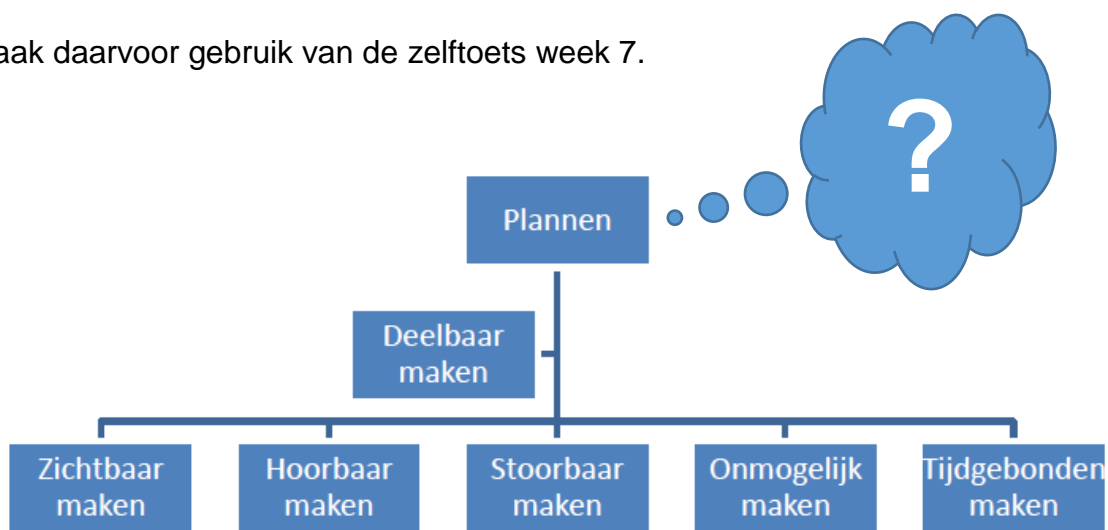 aak daarvoor gebruik van de zelftoets week 7.
?
Plannen
Deelbaar
maken
Zichtbaar
maken
Hoorbaar
maken
Stoorbaar
maken
Onmogelijk
maken
Tijdgebonden
maken